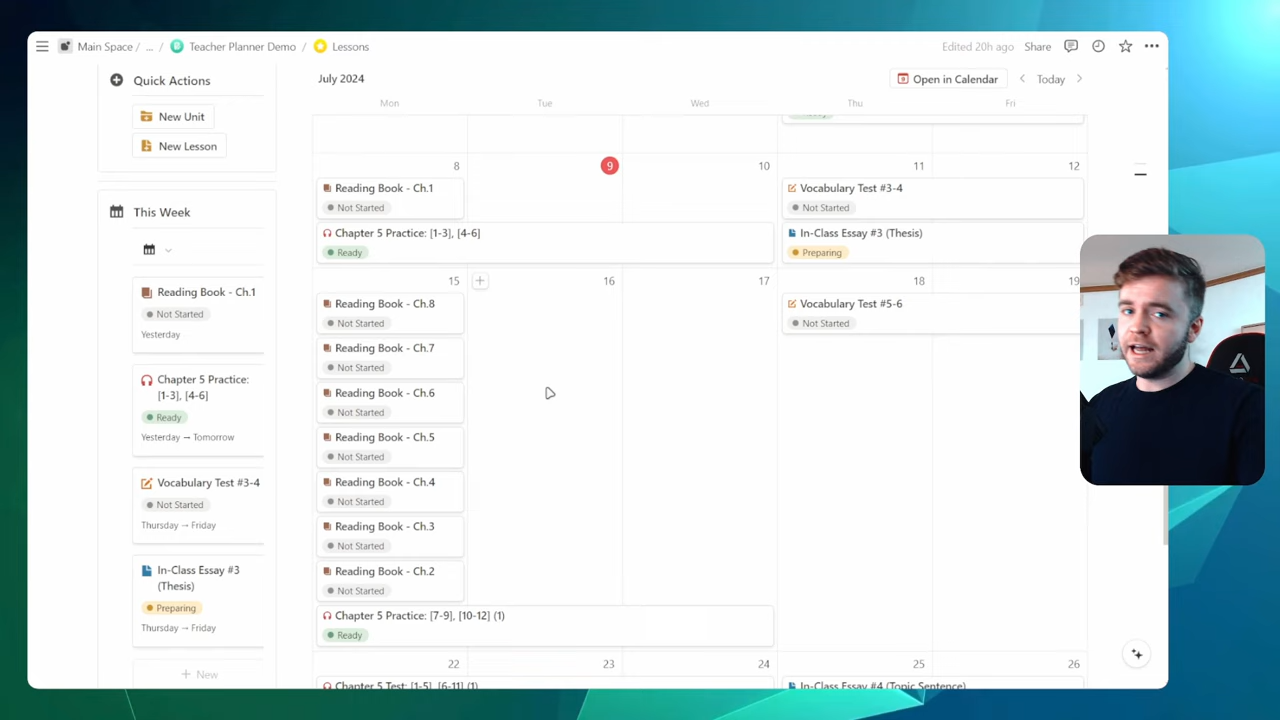 Main Space / ... / Teacher Planner Demo / Lessons
Edited 20h ago Share
Quick Actions
New Unit
New Lesson
This Week
Reading Book - Ch.1
Not Started
Yesterday
Chapter 5 Practice:
[1-3], [4-6]
Ready
Yesterday → Tomorrow
Vocabulary Test #3-4
Not Started
Thursday → Friday
In-Class Essay #3
(Thesis)
Preparing
Thursday → Friday
+ New
July 2024
Open in Calendar
Today
Mon Tue Wed Thu Fri
8 9 10 11 12
Reading Book - Ch.1
Not Started
Vocabulary Test #3-4
Not Started
Chapter 5 Practice: [1-3], [4-6]
Ready
In-Class Essay #3 (Thesis)
Preparing
15 16 17 18 19
Reading Book - Ch.8
Not Started
Vocabulary Test #5-6
Not Started
Reading Book - Ch.7
Not Started
Reading Book - Ch.6
Not Started
Reading Book - Ch.5
Not Started
Reading Book - Ch.4
Not Started
Reading Book - Ch.3
Not Started
Reading Book - Ch.2
Not Started
Chapter 5 Practice: [7-9], [10-12] (1)
Ready
22 23 24 25 26
Chapter 5 Test: [1-5], [6-11] (1)
In-Class Essay #4 (Topic Sentence)